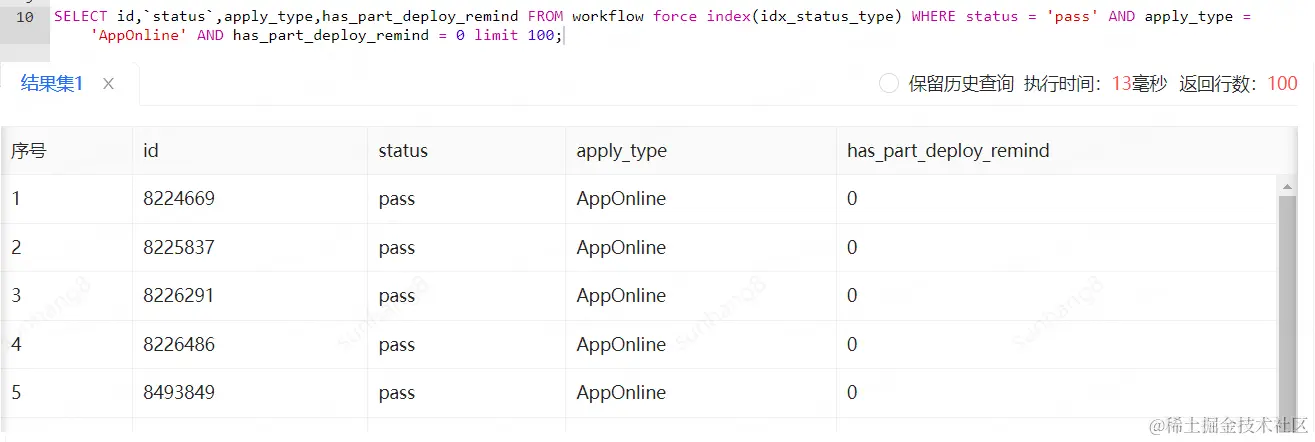 10 SELECT id,`status`,apply_type,has_part_deploy_remind FROM workflow force index(idx_status_type) WHERE status = 'pass' AND apply_type =
'AppOnline' AND has_part_deploy_remind = 0 limit 100;
结果集1 × 保留历史查询 执行时间：13毫秒 返回行数：100
序号 id status apply_type has_part_deploy_remind
1 8224669 pass AppOnline 0
2 8225837 pass AppOnline 0
3 8226291 pass AppOnline 0
sunhang8 sunhang8 sunhang8 sunhang8
4 8226486 pass AppOnline 0
5 8493849 pass AppOnline 0
@稀土掘金技术社区